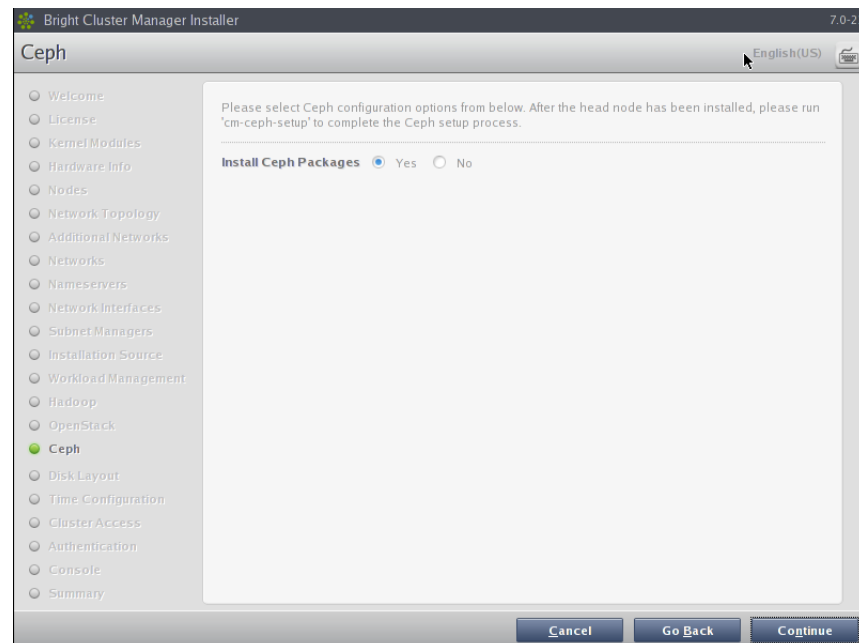 Bright Cluster Manager Installer
7.0-2
Ceph
English(US)
Welcome
License
Kernel Modules
Hardware Info
Nodes
Network Topology
Additional Networks
Networks
Nameservers
Network Interfaces
Subnet Managers
Installation Source
Workload Management
Hadoop
OpenStack
Ceph
Disk Layout
Time Configuration
Cluster Access
Authentication
Console
Summary
Please select Ceph configuration options from below. After the head node has been installed, please run
'cm-ceph-setup' to complete the Ceph setup process.
Install Ceph Packages Yes No
Cancel Go Back Continue